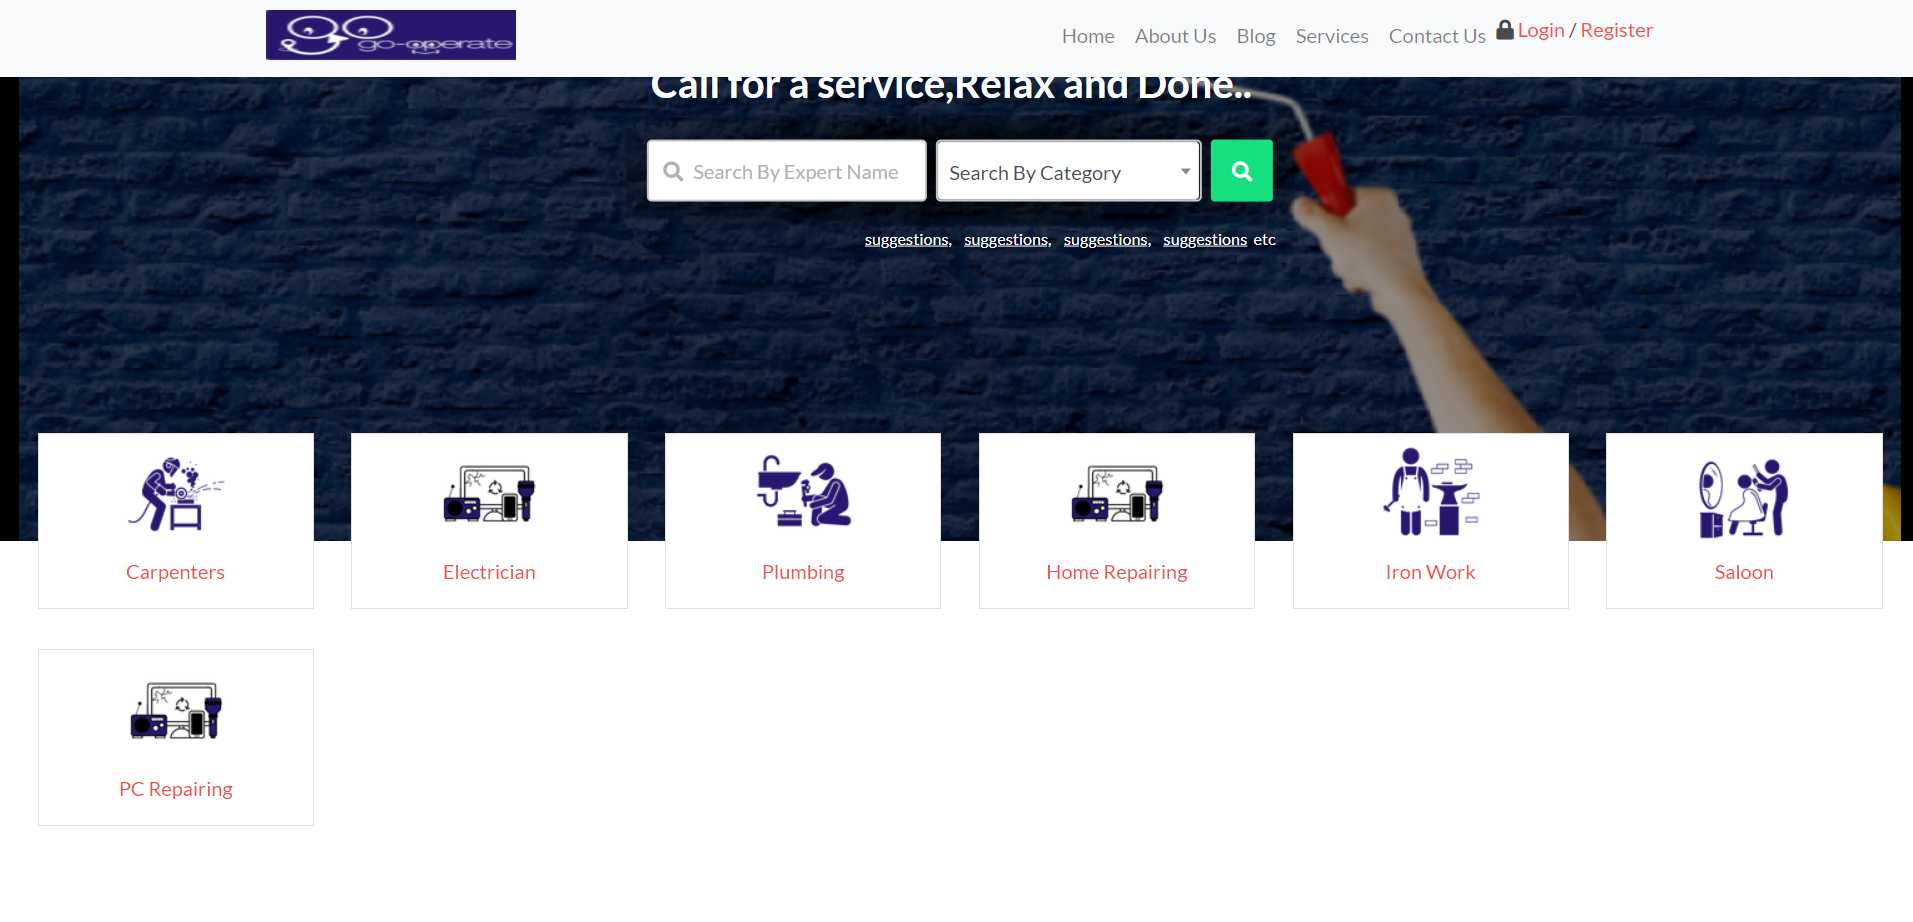 go-operate
Home About Us Blog Services Contact Us Login / Register
Call for a service,Relax and Done..
Search By Expert Name
Search By Category
suggestions, suggestions, suggestions, suggestions etc
Carpenters
Electrician
Plumbing
Home Repairing
Iron Work
Saloon
PC Repairing